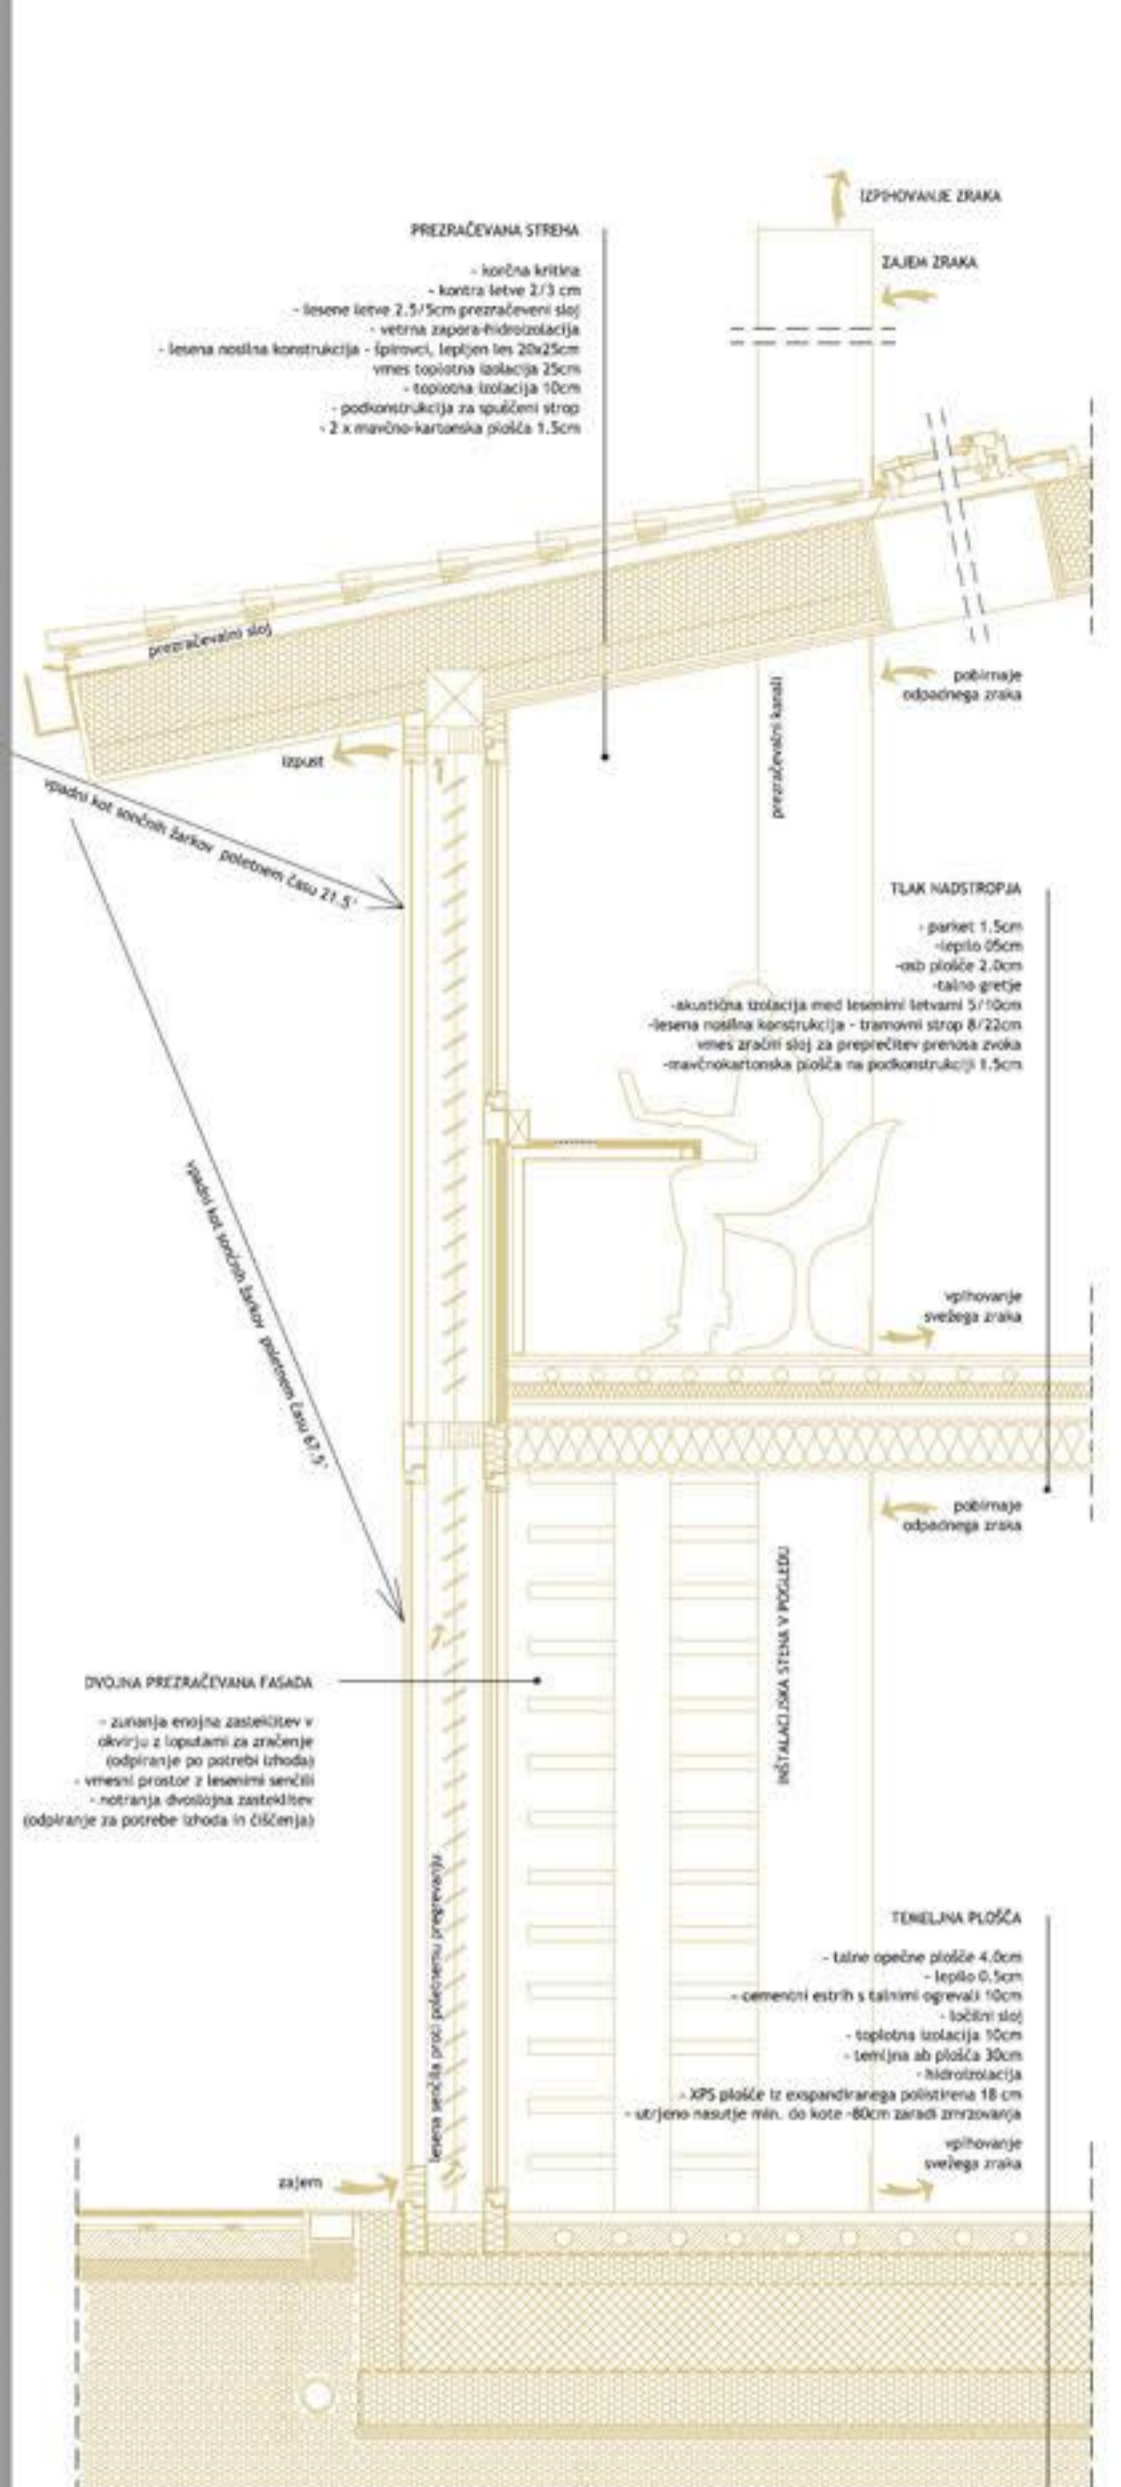 IZPIHOVANJE ZRAKA
ZAJEM ZRAKA
PREZRAČEVANA STREHA
- korčna kritina
- kontra letve 2/3 cm
- lesene letve 2.5/5cm prezračeveni sloj
- vetrna zapora-hidroizolacija
- lesena nosilna konstrukcija - špirovci, lepljen les 20x25cm
vmes toplotna izolacija 25cm
- toplotna izolacija 10cm
- podkonstrukcija za spuščeni strop
- 2 x mavčno-kartonska plošča 1.5cm
prezračevalni sloj
pobirnaje
odpadnega zraka
prezračevalni kanali
izpust
vpadni kot sončnih žarkov poletnem času 21.5°
TLAK NADSTROPJA
- parket 1.5cm
-lepilo 05cm
-osb plošče 2.0cm
-talno gretje
-akustična izolacija med lesenimi letvami 5/10cm
-lesena nosilna konstrukcija - tramovni strop 8/22cm
vmes zračni sloj za preprečitev prenosa zvoka
-mavčnokartonska plošča na podkonstrukciji 1.5cm
vpadni kot sončnih žarkov poletnem času 67.5°
vpihovanje
svežega zraka
pobirnaje
odpadnega zraka
INŠTALACIJSKA STENA V POGLEDU
DVOJNA PREZRAČEVANA FASADA
- zunanja enojna zasteklitev v
okvirju z loputami za zračenje
(odpiranje po potrebi izhoda)
- vmesni prostor z lesenimi senčili
- notranja dvoslojna zasteklitev
(odpiranje za potrebe izhoda in čiščenja)
lesena senčila proti poletnemu pregrevanju
TEMELJNA PLOŠČA
- talne opečne plošče 4.0cm
- lepilo 0.5cm
- cementni estrih s talnimi ogrevali 10cm
- ločilni sloj
- toplotna izolacija 10cm
- temljna ab plošča 30cm
- hidroizolacija
- XPS plošče iz exspandiranega polistirena 18 cm
- utrjeno nasutje min. do kote -80cm zaradi zmrzovanja
vpihovanje
svežega zraka
zajem